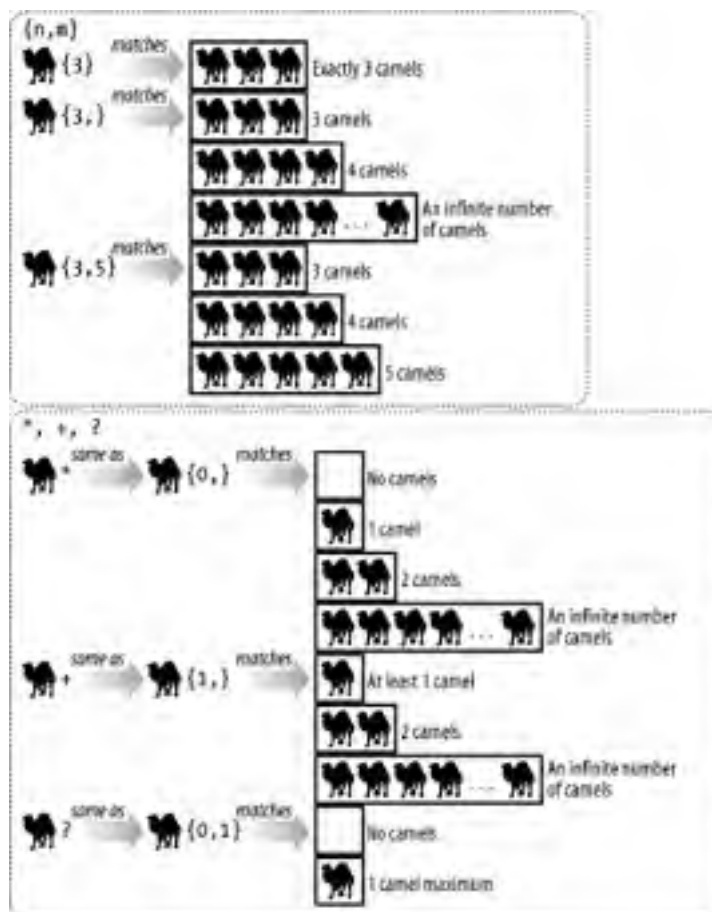 {n,m}
{3} matches Exactly 3 camels
{3,} matches 3 camels
4 camels
... An infinite number
of camels
{3,5} matches 3 camels
4 camels
5 camels
*, +, ?
* same as {0,} matches No camels
1 camel
2 camels
... An infinite number
of camels
+ same as {1,} matches At least 1 camel
2 camels
... An infinite number
of camels
? same as {0,1} matches No camels
1 camel maximum